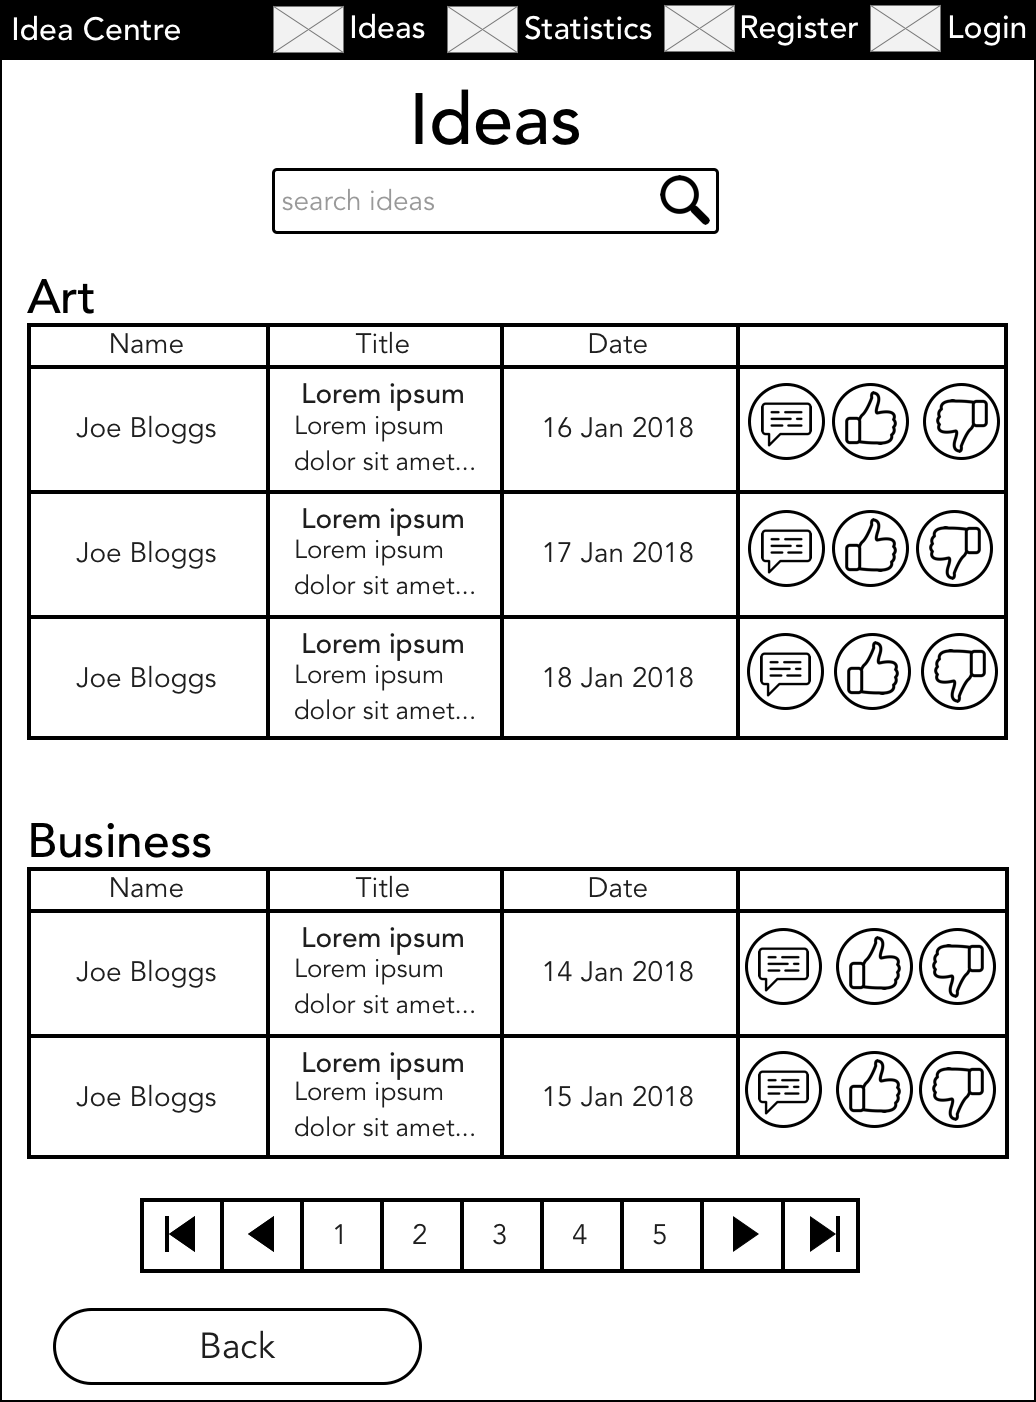 Idea Centre Ideas Statistics Register Login
Ideas
search ideas
Art
Name Title Date
Joe Bloggs Lorem ipsum 16 Jan 2018
Lorem ipsum
dolor sit amet...
Joe Bloggs Lorem ipsum 17 Jan 2018
Lorem ipsum
dolor sit amet...
Joe Bloggs Lorem ipsum 18 Jan 2018
Lorem ipsum
dolor sit amet...
Business
Name Title Date
Joe Bloggs Lorem ipsum 14 Jan 2018
Lorem ipsum
dolor sit amet...
Joe Bloggs Lorem ipsum 15 Jan 2018
Lorem ipsum
dolor sit amet...
1 2 3 4 5
Back